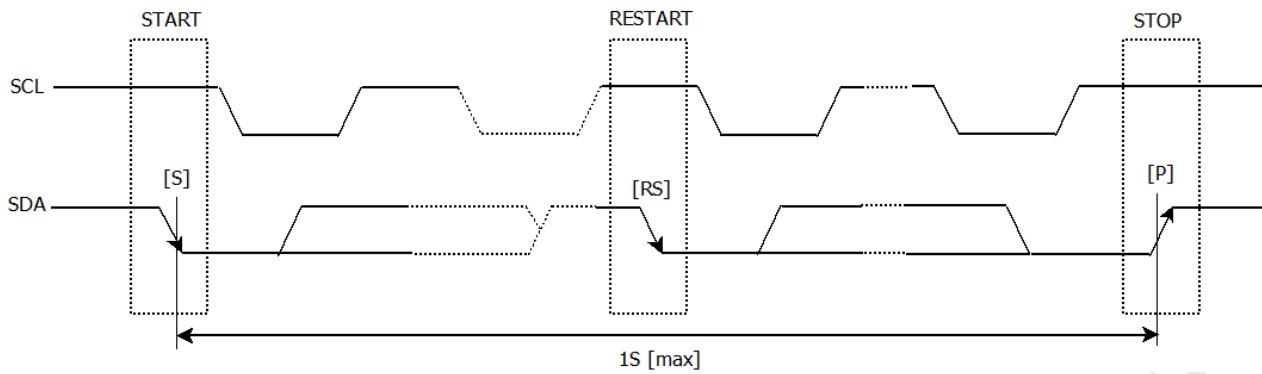 START
RESTART
STOP
SCL
[S]
[RS]
[P]
SDA
1S [max]